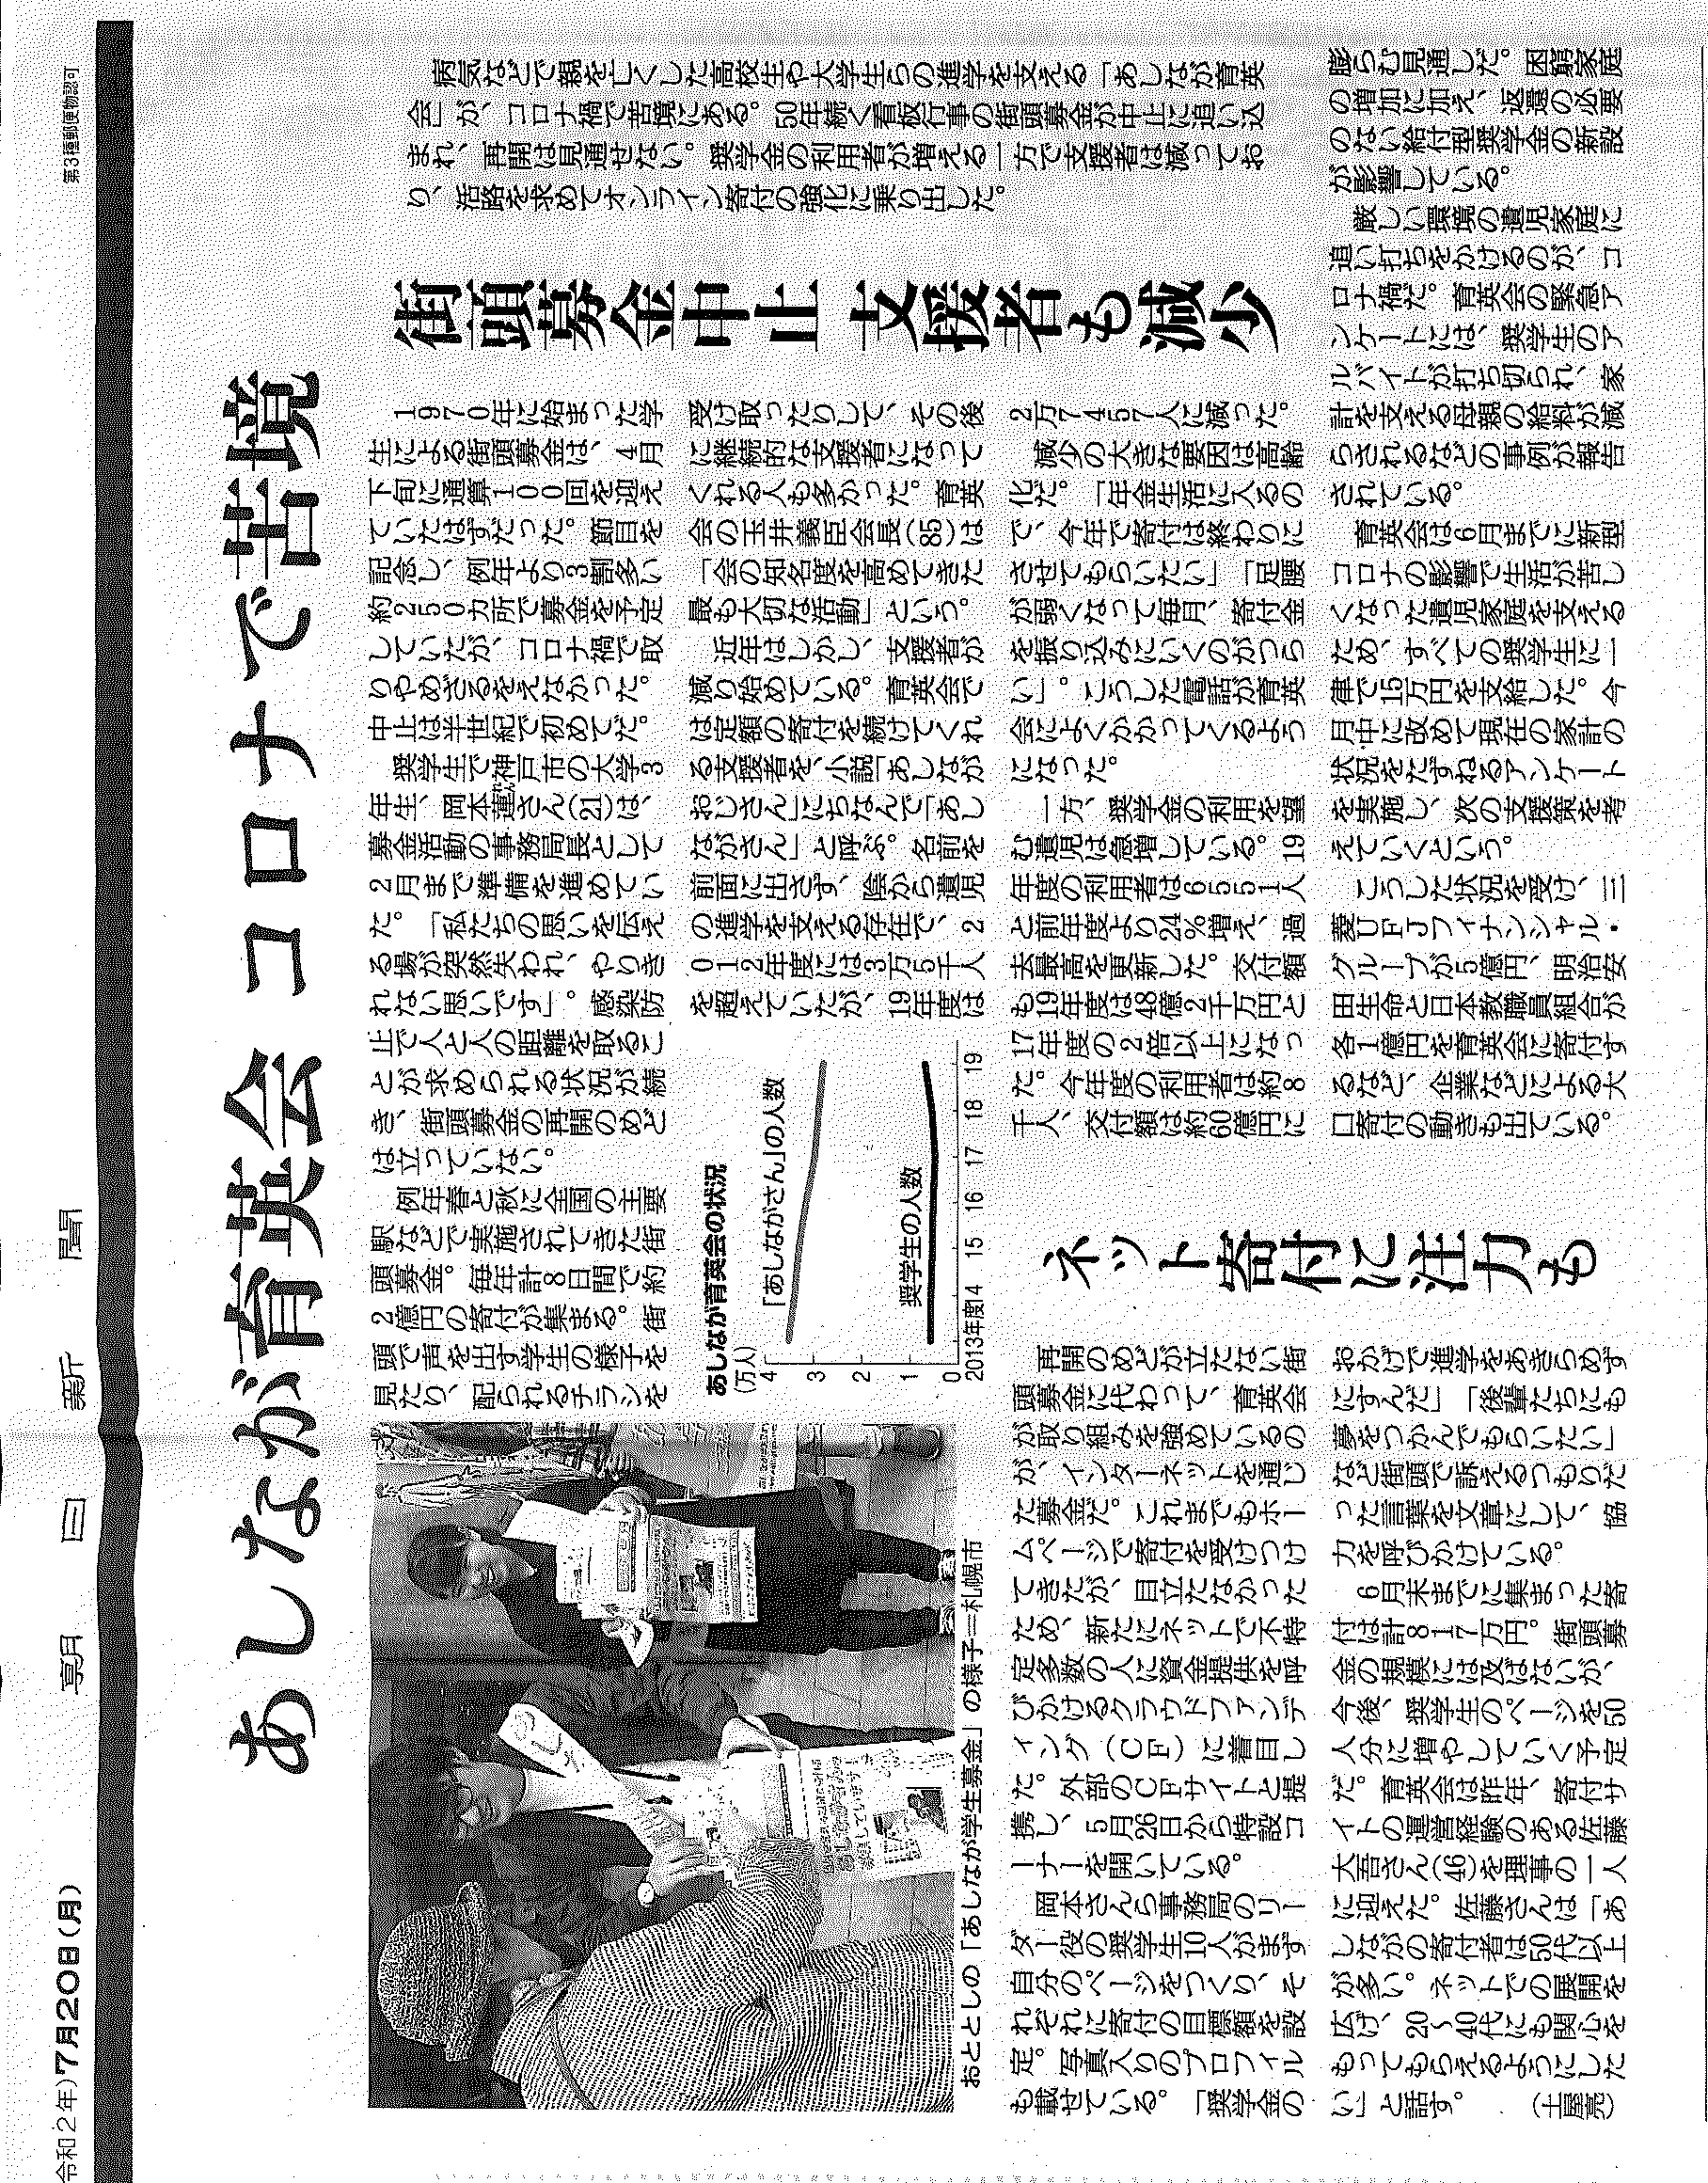 令和2年)7月20日(月)
朝日新聞
第3種郵便物認可
あしなが育英会 コロナで苦境
街頭募金中止 支援者も減少
病気などで親を亡くした高校生や大学生らの進学を支える「あしなが育英
会」が、コロナ禍で苦境にある。50年続く看板行事の街頭募金が中止に追い込
まれ、再開は見通せない。奨学金の利用者が増える一方で支援者は減ってお
り、活路を求めてオンライン寄付の強化に乗り出した。
1970年に始まった学
生による街頭募金は、4月
下旬に通算100回を迎え
ていたはずだった。節目を
記念し、例年より3割多い
約250カ所で募金を予定
していたが、コロナ禍で取
りやめざるをえなかった。
中止は半世紀で初めてだ。
奨学生で神戸市の大学3
年生、岡本蓮さん(21)は、
募金活動の事務局長として
2月まで準備を進めてい
た。「私たちの思いを伝え
る場が突然失われ、やりき
れない思いです」。感染防
止で人と人の距離を取るこ
とが求められる状況が続
き、街頭募金の再開のめど
は立っていない。
例年春と秋に全国の主要
駅などで実施されてきた街
頭募金。毎年計8日間で約
2億円の寄付が集まる。街
頭で声を出す学生の様子を
見たり、配られるチラシを
受け取ったりして、その後
に継続的な支援者になって
くれる人も多かった。育英
会の玉井義臣会長(85)は
「会の知名度を高めてきた
最も大切な活動」という。
近年はしかし、支援者が
減り始めている。育英会で
は定額の寄付を続けてくれ
る支援者を、小説「あしなが
おじさん」にちなんで「あし
ながさん」と呼ぶ。名前を
前面に出さず、陰から遺児
の進学を支える存在で、2
012年度には3万5千人
を超えていたが、19年度は
2万7457人に減った。
減少の大きな要因は高齢
化だ。「年金生活に入るの
で、今年で寄付は終わりに
させてもらいたい」「足腰
が弱くなって毎月、寄付金
を振り込みにいくのがつら
い」。こうした電話が育英
会によくかかってくるよう
になった。
一方、奨学金の利用を望
む遺児は急増している。19
年度の利用者は6551人
と前年度より24%増え、過
去最高を更新した。交付額
も19年度は48億2千万円と
17年度の2倍以上になっ
た。今年度の利用者は約8
千人、交付額は約60億円に
膨らむ見通しだ。困窮家庭
の増加に加え、返還の必要
のない給付型奨学金の新設
が影響している。
厳しい環境の遺児家庭に
追い打ちをかけるのが、コ
ロナ禍だ。育英会の緊急ア
ンケートには、奨学生のア
ルバイトが打ち切られ、家
計を支える母親の給料が減
らされるなどの事例が報告
されている。
育英会は6月までに新型
コロナの影響で生活が苦し
くなった遺児家庭を支える
ため、すべての奨学生に一
律で15万円を支給した。今
月中に改めて現在の家計の
状況をたずねるアンケート
を実施し、次の支援策を考
えていくという。
こうした状況を受け、三
菱UFJフィナンシャル・
グループが5億円、明治安
田生命と日本教職員組合が
各1億円を育英会に寄付す
るなど、企業などによる大
口寄付の動きも出ている。
あしなが育英会の状況
(万人)
4
3
2
1
0
「あしながさん」の人数
奨学生の人数
2013年度 14 15 16 17 18 19
おととしの「あしなが学生募金」の様子=札幌市
ネット寄付に注力も
再開のめどが立たない街
頭募金に代わって、育英会
が取り組みを強めているの
が、インターネットを通じ
た募金だ。これまでもホー
ムページで寄付を受けつけ
てきたが、目立たなかった
ため、新たにネットで不特
定多数の人に資金提供を呼
びかけるクラウドファンデ
ィング(CF)に着目し
た。外部のCFサイトと提
携し、5月26日から特設コ
ーナーを開いている。
岡本さんら事務局のリー
ダー役の奨学生10人がまず
自分のページをつくり、そ
れぞれに寄付の目標額を設
定。写真入りのプロフィル
も載せている。「奨学金の
おかげで進学をあきらめず
にすんだ」「後輩たちにも
夢をつかんでもらいたい」
など街頭で訴えるつもりだ
った言葉を文章にして、協
力を呼びかけている。
6月末までに集まった寄
付は計817万円。街頭募
金の規模には及ばないが、
今後、奨学生のページを50
人分に増やしていく予定
だ。育英会は昨年、寄付サ
イトの運営経験のある佐藤
大吾さん(46)を理事の一人
に迎えた。佐藤さんは「あ
しながの寄付者は50代以上
が多い。ネットでの展開を
広げ、20~40代にも関心を
もってもらえるようにした
い」と話す。 (土屋亮)